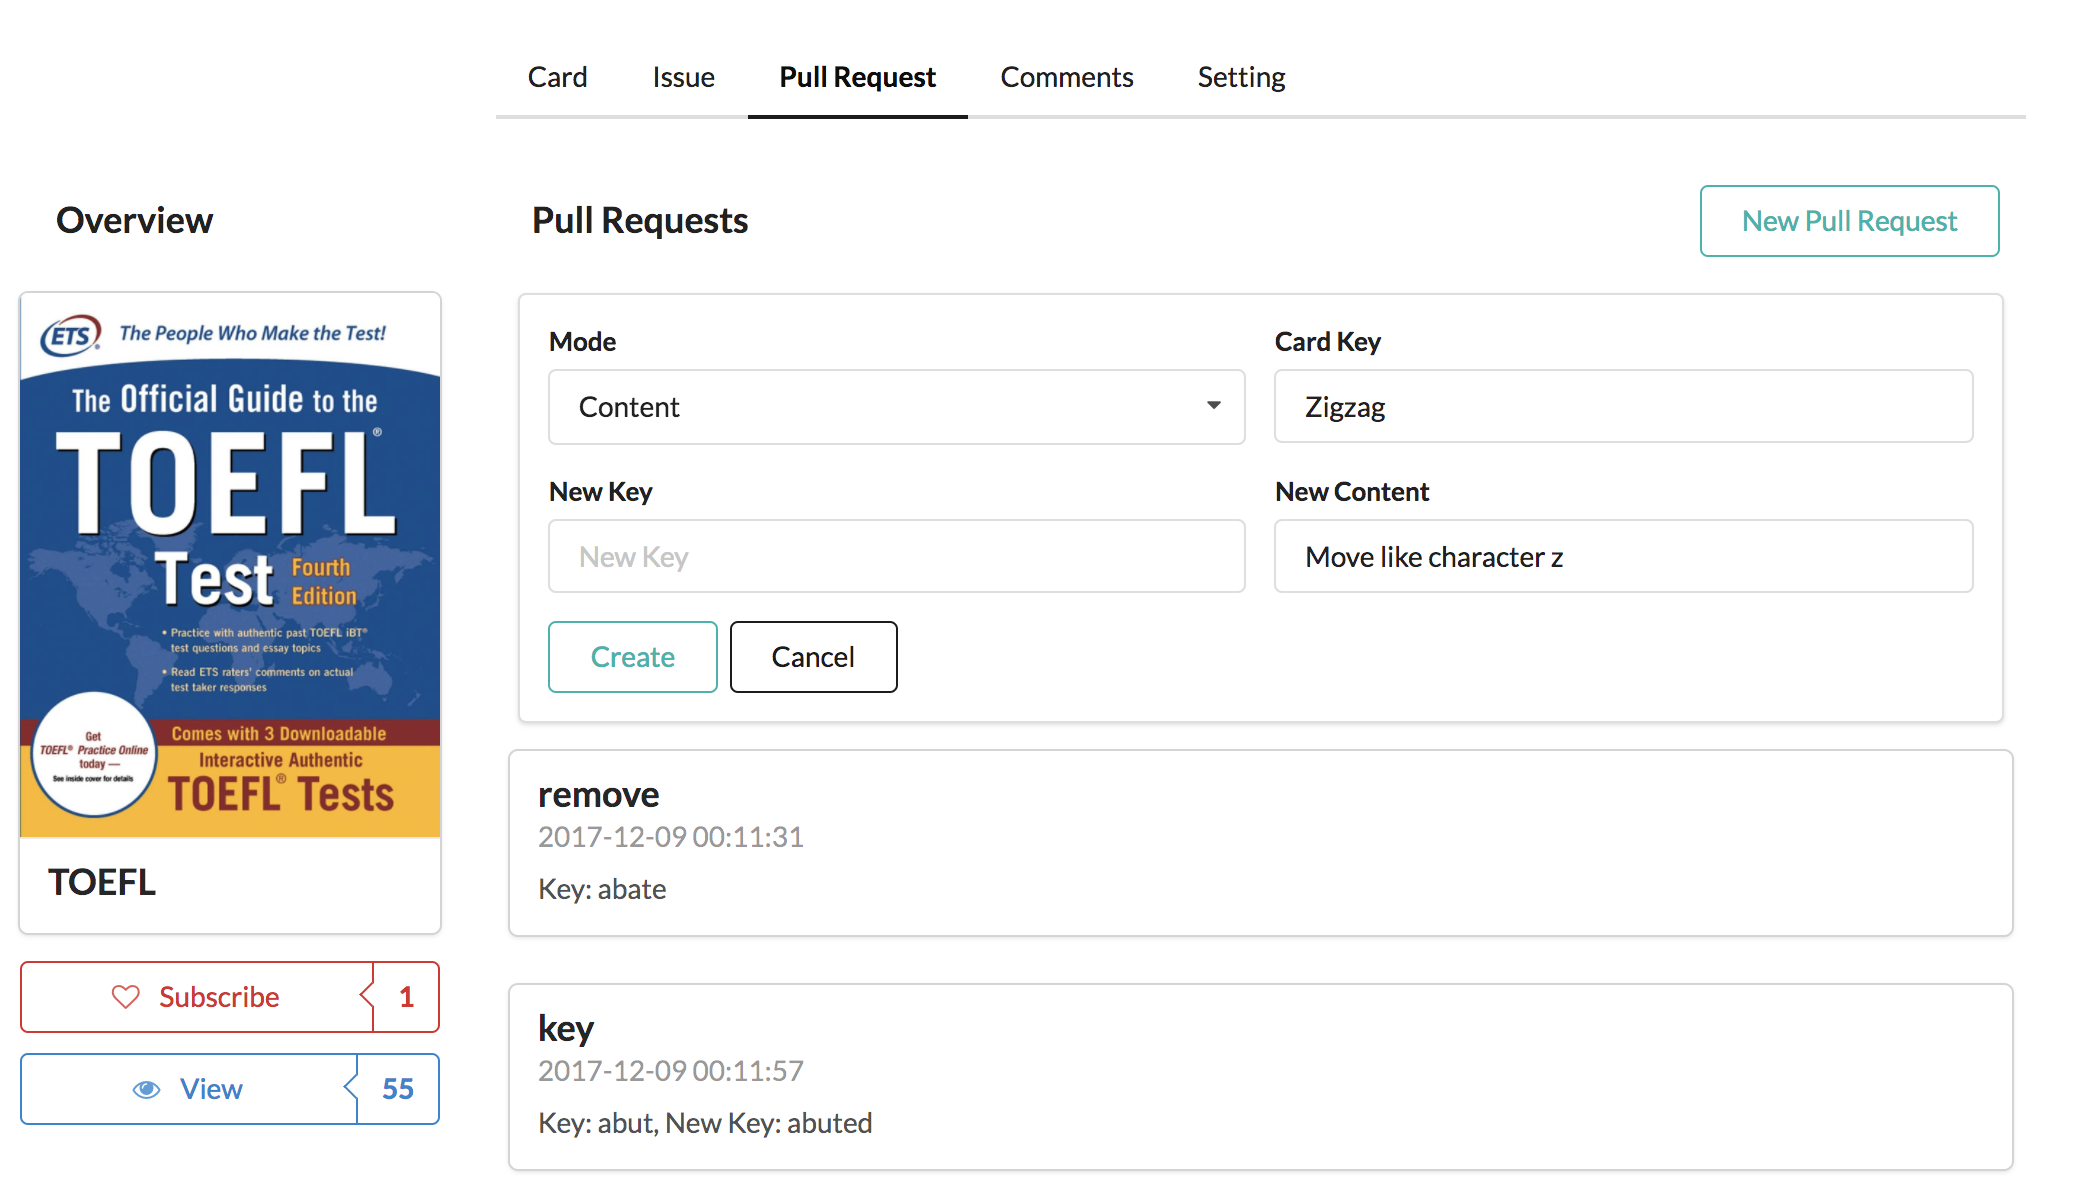 Card Issue Pull Request Comments Setting
Overview
ETS® The People Who Make the Test!
The Official Guide to the
TOEFL®
Test Fourth
Edition
• Practice with authentic past TOEFL iBT®
test questions and essay topics
• Read ETS raters' comments on actual
test taker responses
Get
TOEFL® Practice Online
today —
See inside cover for details
Comes with 3 Downloadable
Interactive Authentic
TOEFL® Tests
TOEFL
Subscribe 1
View 55
Pull Requests New Pull Request
Mode Card Key
Content Zigzag
New Key New Content
New Key Move like character z
Create Cancel
remove
2017-12-09 00:11:31
Key: abate
key
2017-12-09 00:11:57
Key: abut, New Key: abuted